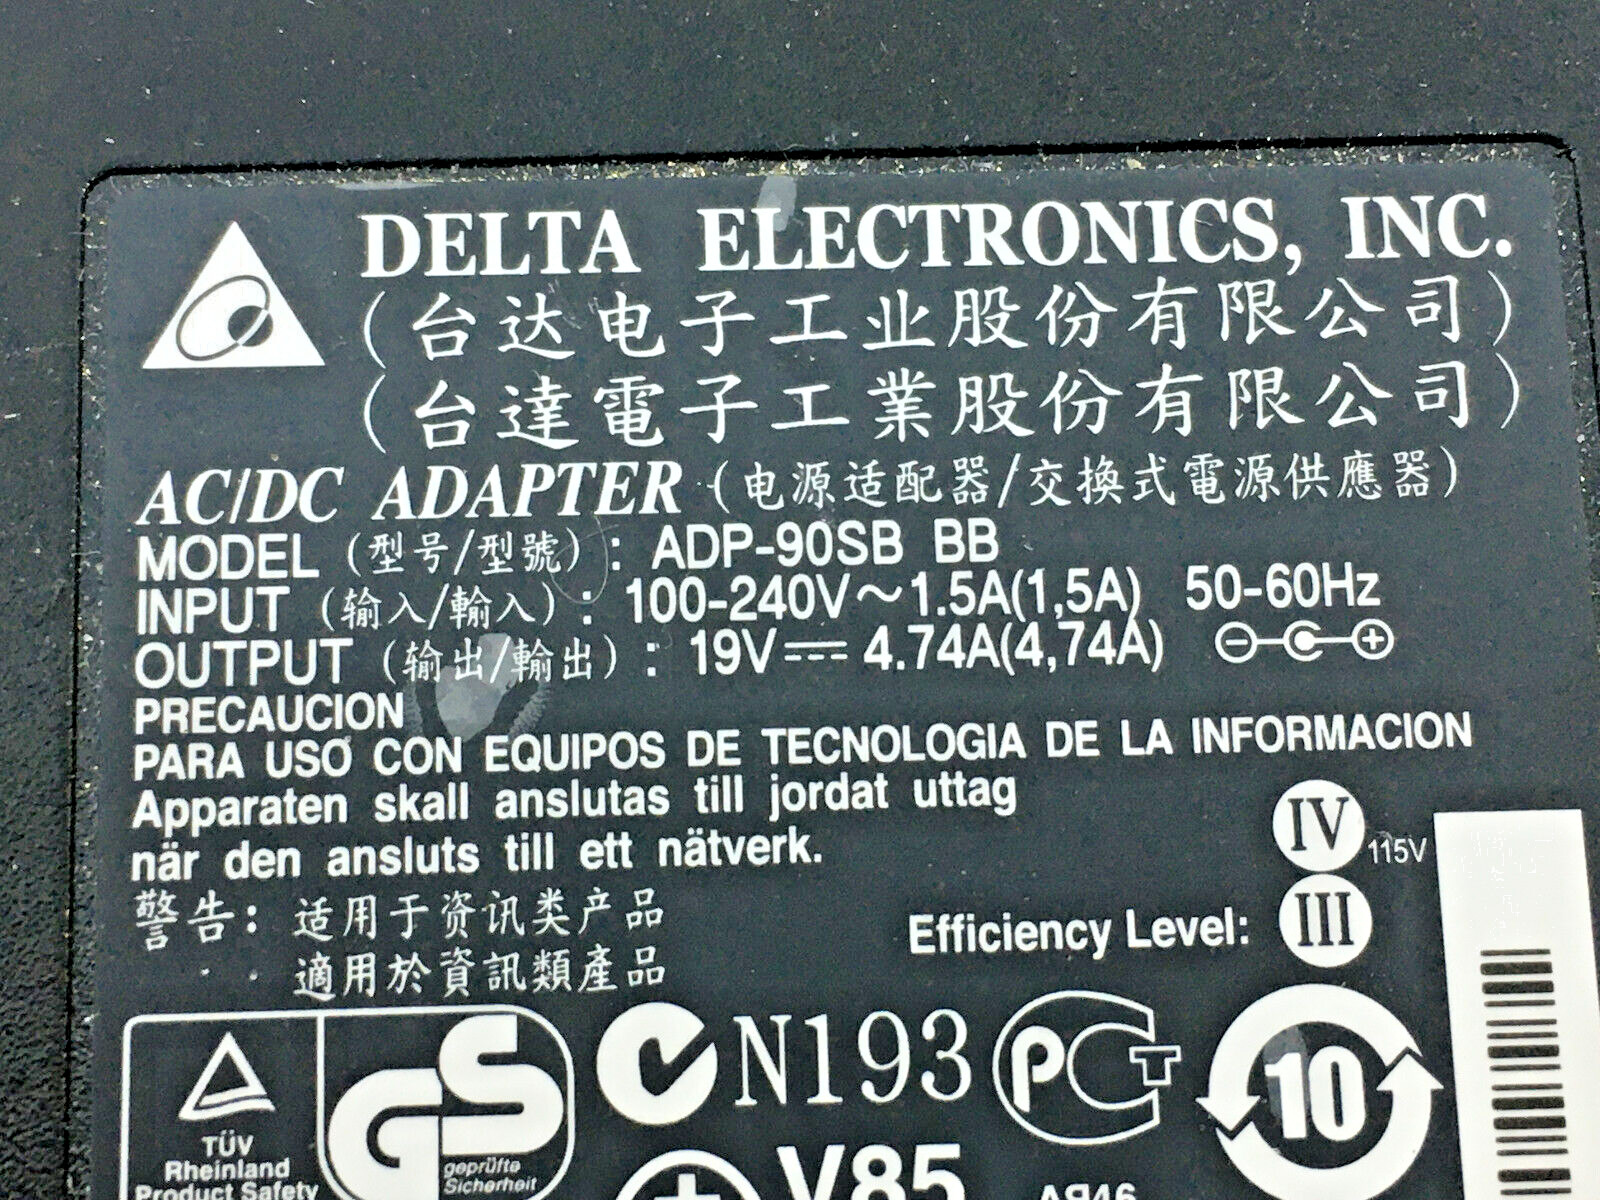 DELTA ELECTRONICS, INC.
(台达电子工业股份有限公司)
(台達電子工業股份有限公司)
AC/DC ADAPTER (电源适配器/交換式電源供應器)
MODEL (型号/型號) : ADP-90SB BB
INPUT (输入/輸入) : 100-240V～1.5A(1,5A) 50-60Hz
OUTPUT (输出/輸出) : 19V⎓ 4.74A(4,74A)
PRECAUCION
PARA USO CON EQUIPOS DE TECNOLOGIA DE LA INFORMACION
Apparaten skall anslutas till jordat uttag
när den ansluts till ett nätverk.
IV 115V
警告: 适用于资讯类产品
Efficiency Level: III
適用於資訊類產品
TÜV
Rheinland
Product Safety
GS
geprüfte
Sicherheit
N193
PCT
10
V85